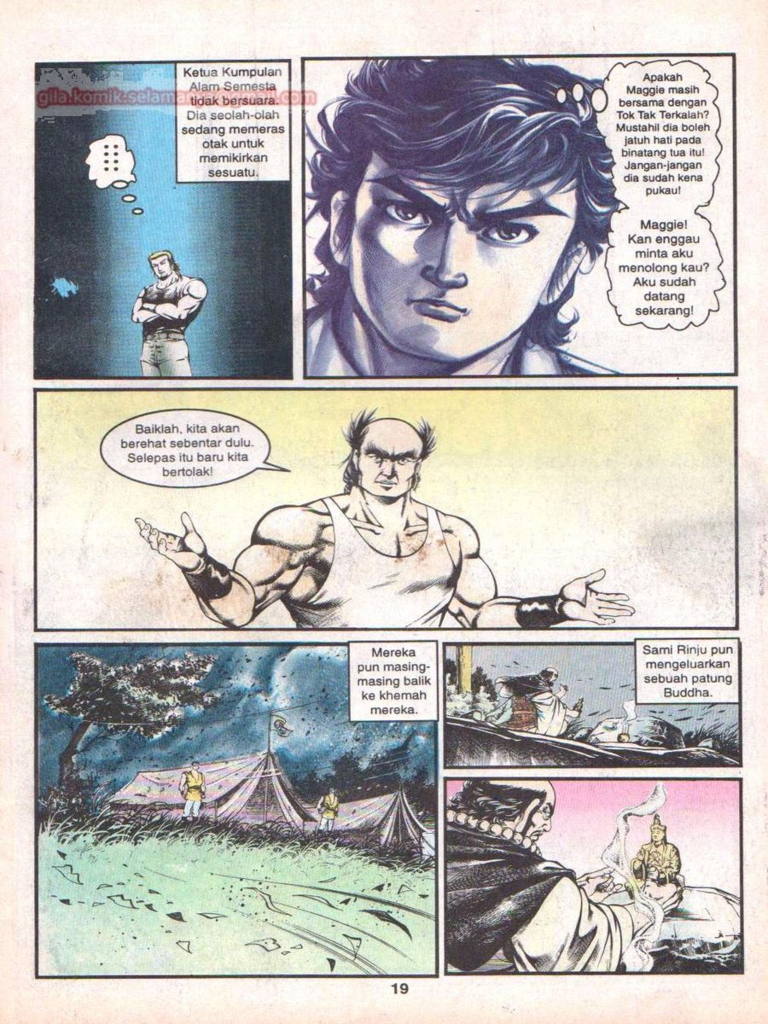 Ketua Kumpulan
Alam Semesta
tidak bersuara.
Dia seolah-olah
sedang memeras
otak untuk
memikirkan
sesuatu.
Apakah
Maggie masih
bersama dengan
Tok Tak Terkalah?
Mustahil dia boleh
jatuh hati pada
binatang tua itu!
Jangan-jangan
dia sudah kena
pukau!
Maggie!
Kan enggau
minta aku
menolong kau?
Aku sudah
datang
sekarang!
Baiklah, kita akan
berehat sebentar dulu.
Selepas itu baru kita
bertolak!
Mereka
pun masing-
masing balik
ke khemah
mereka.
Sami Rinju pun
mengeluarkan
sebuah patung
Buddha.
19